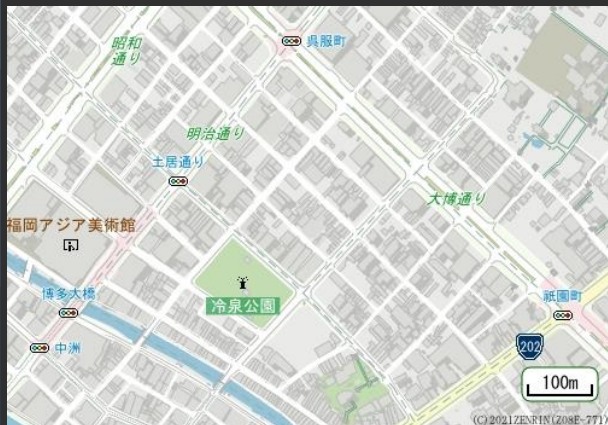 昭和
通り
呉服町
明治通り
土居通り
大博通り
福岡アジア美術館
博多大橋
冷泉公園
祇園町
中洲
202
100m
(C)2021ZENRIN(Z08E-771)